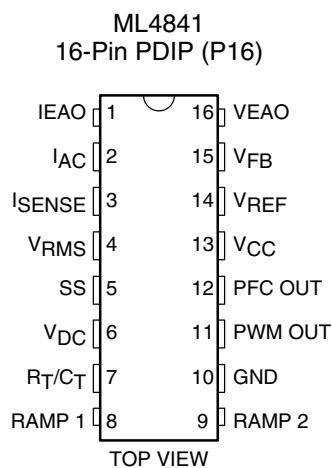 ML4841
16-Pin PDIP (P16)
IEAO 1 16 VEAO
IAC 2 15 VFB
ISENSE 3 14 VREF
VRMS 4 13 VCC
SS 5 12 PFC OUT
VDC 6 11 PWM OUT
RT/CT 7 10 GND
RAMP 1 8 9 RAMP 2
TOP VIEW